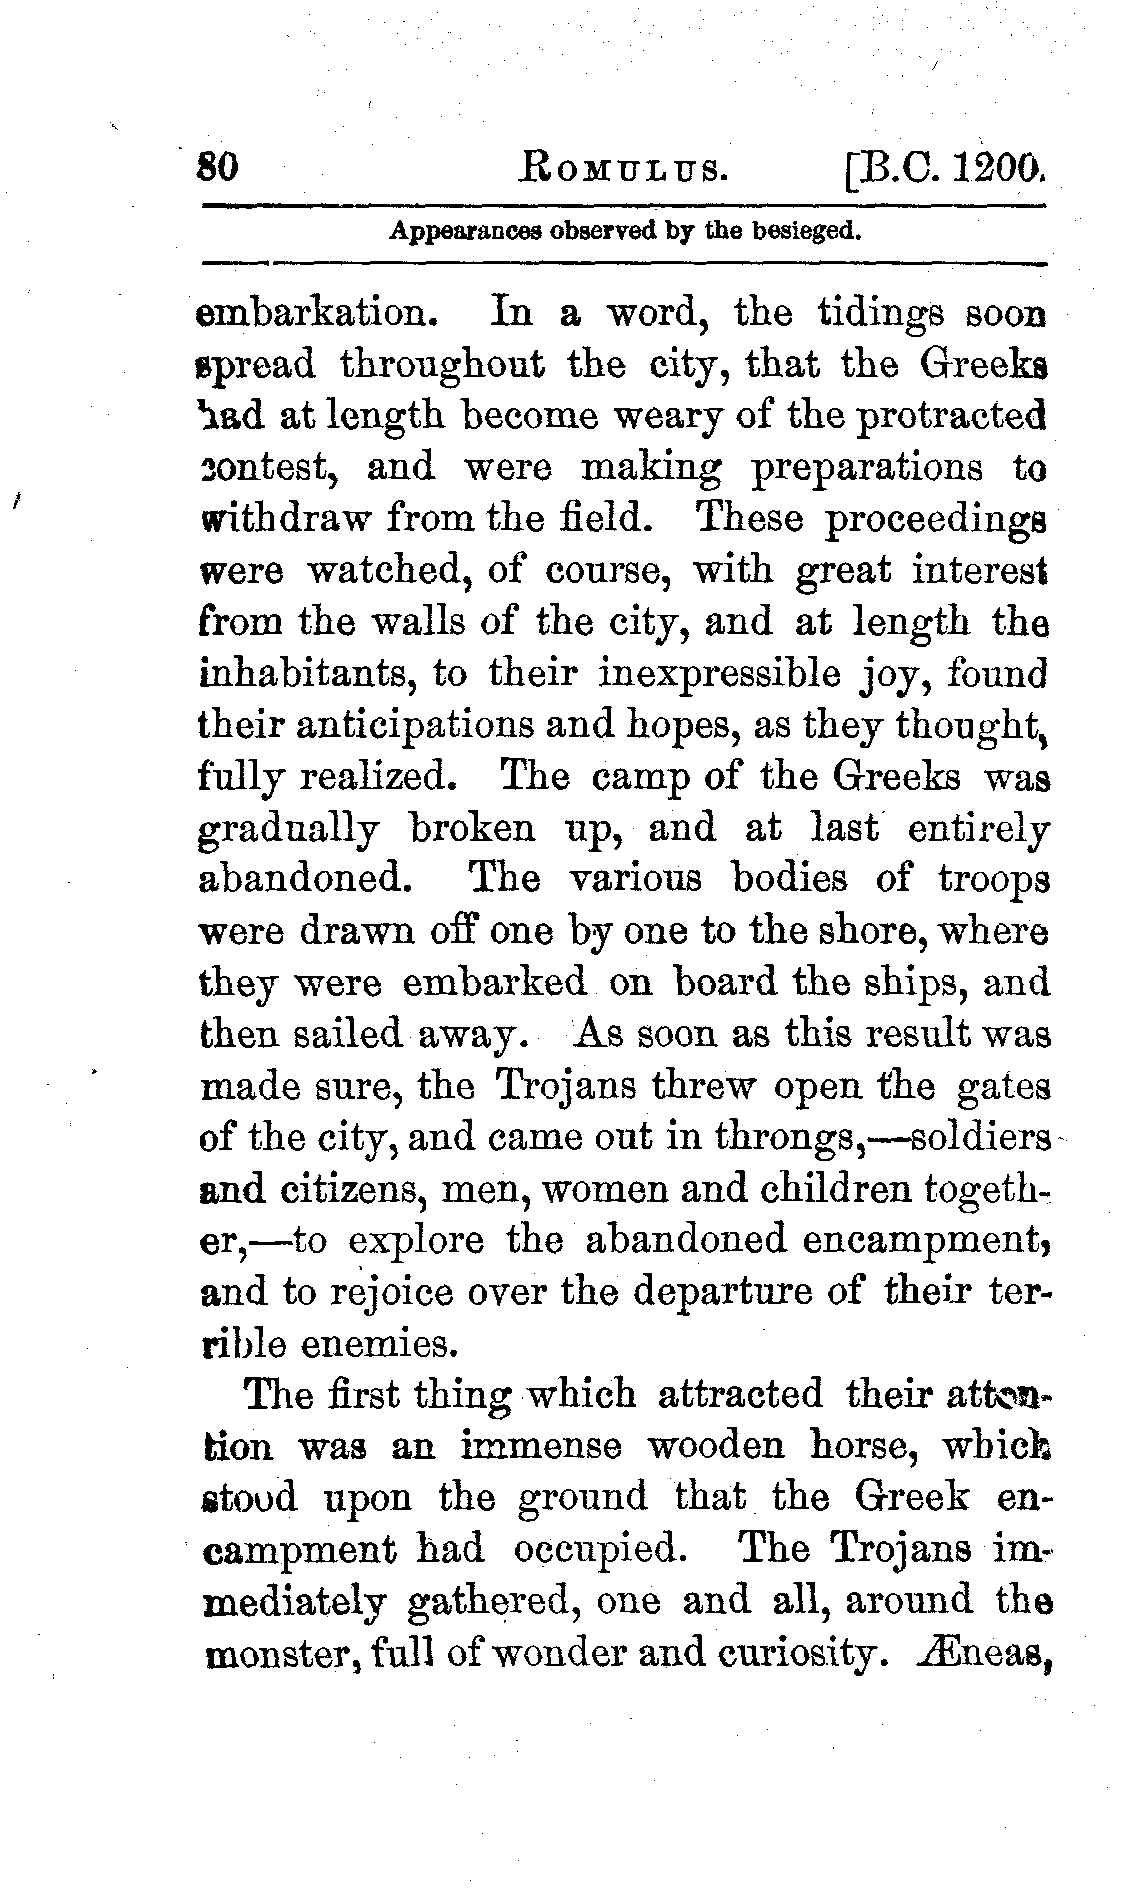 80 ROMULUS. [B.C. 1200.
Appearances observed by the besieged.
embarkation. In a word, the tidings soon
spread throughout the city, that the Greeks
had at length become weary of the protracted
contest, and were making preparations to
withdraw from the field. These proceedings
were watched, of course, with great interest
from the walls of the city, and at length the
inhabitants, to their inexpressible joy, found
their anticipations and hopes, as they thought,
fully realized. The camp of the Greeks was
gradually broken up, and at last entirely
abandoned. The various bodies of troops
were drawn off one by one to the shore, where
they were embarked on board the ships, and
then sailed away. As soon as this result was
made sure, the Trojans threw open the gates
of the city, and came out in throngs,—soldiers
and citizens, men, women and children togeth-
er,—to explore the abandoned encampment,
and to rejoice over the departure of their ter-
rible enemies.
The first thing which attracted their atten-
tion was an immense wooden horse, which
stood upon the ground that the Greek en-
campment had occupied. The Trojans im-
mediately gathered, one and all, around the
monster, full of wonder and curiosity. Æneas,